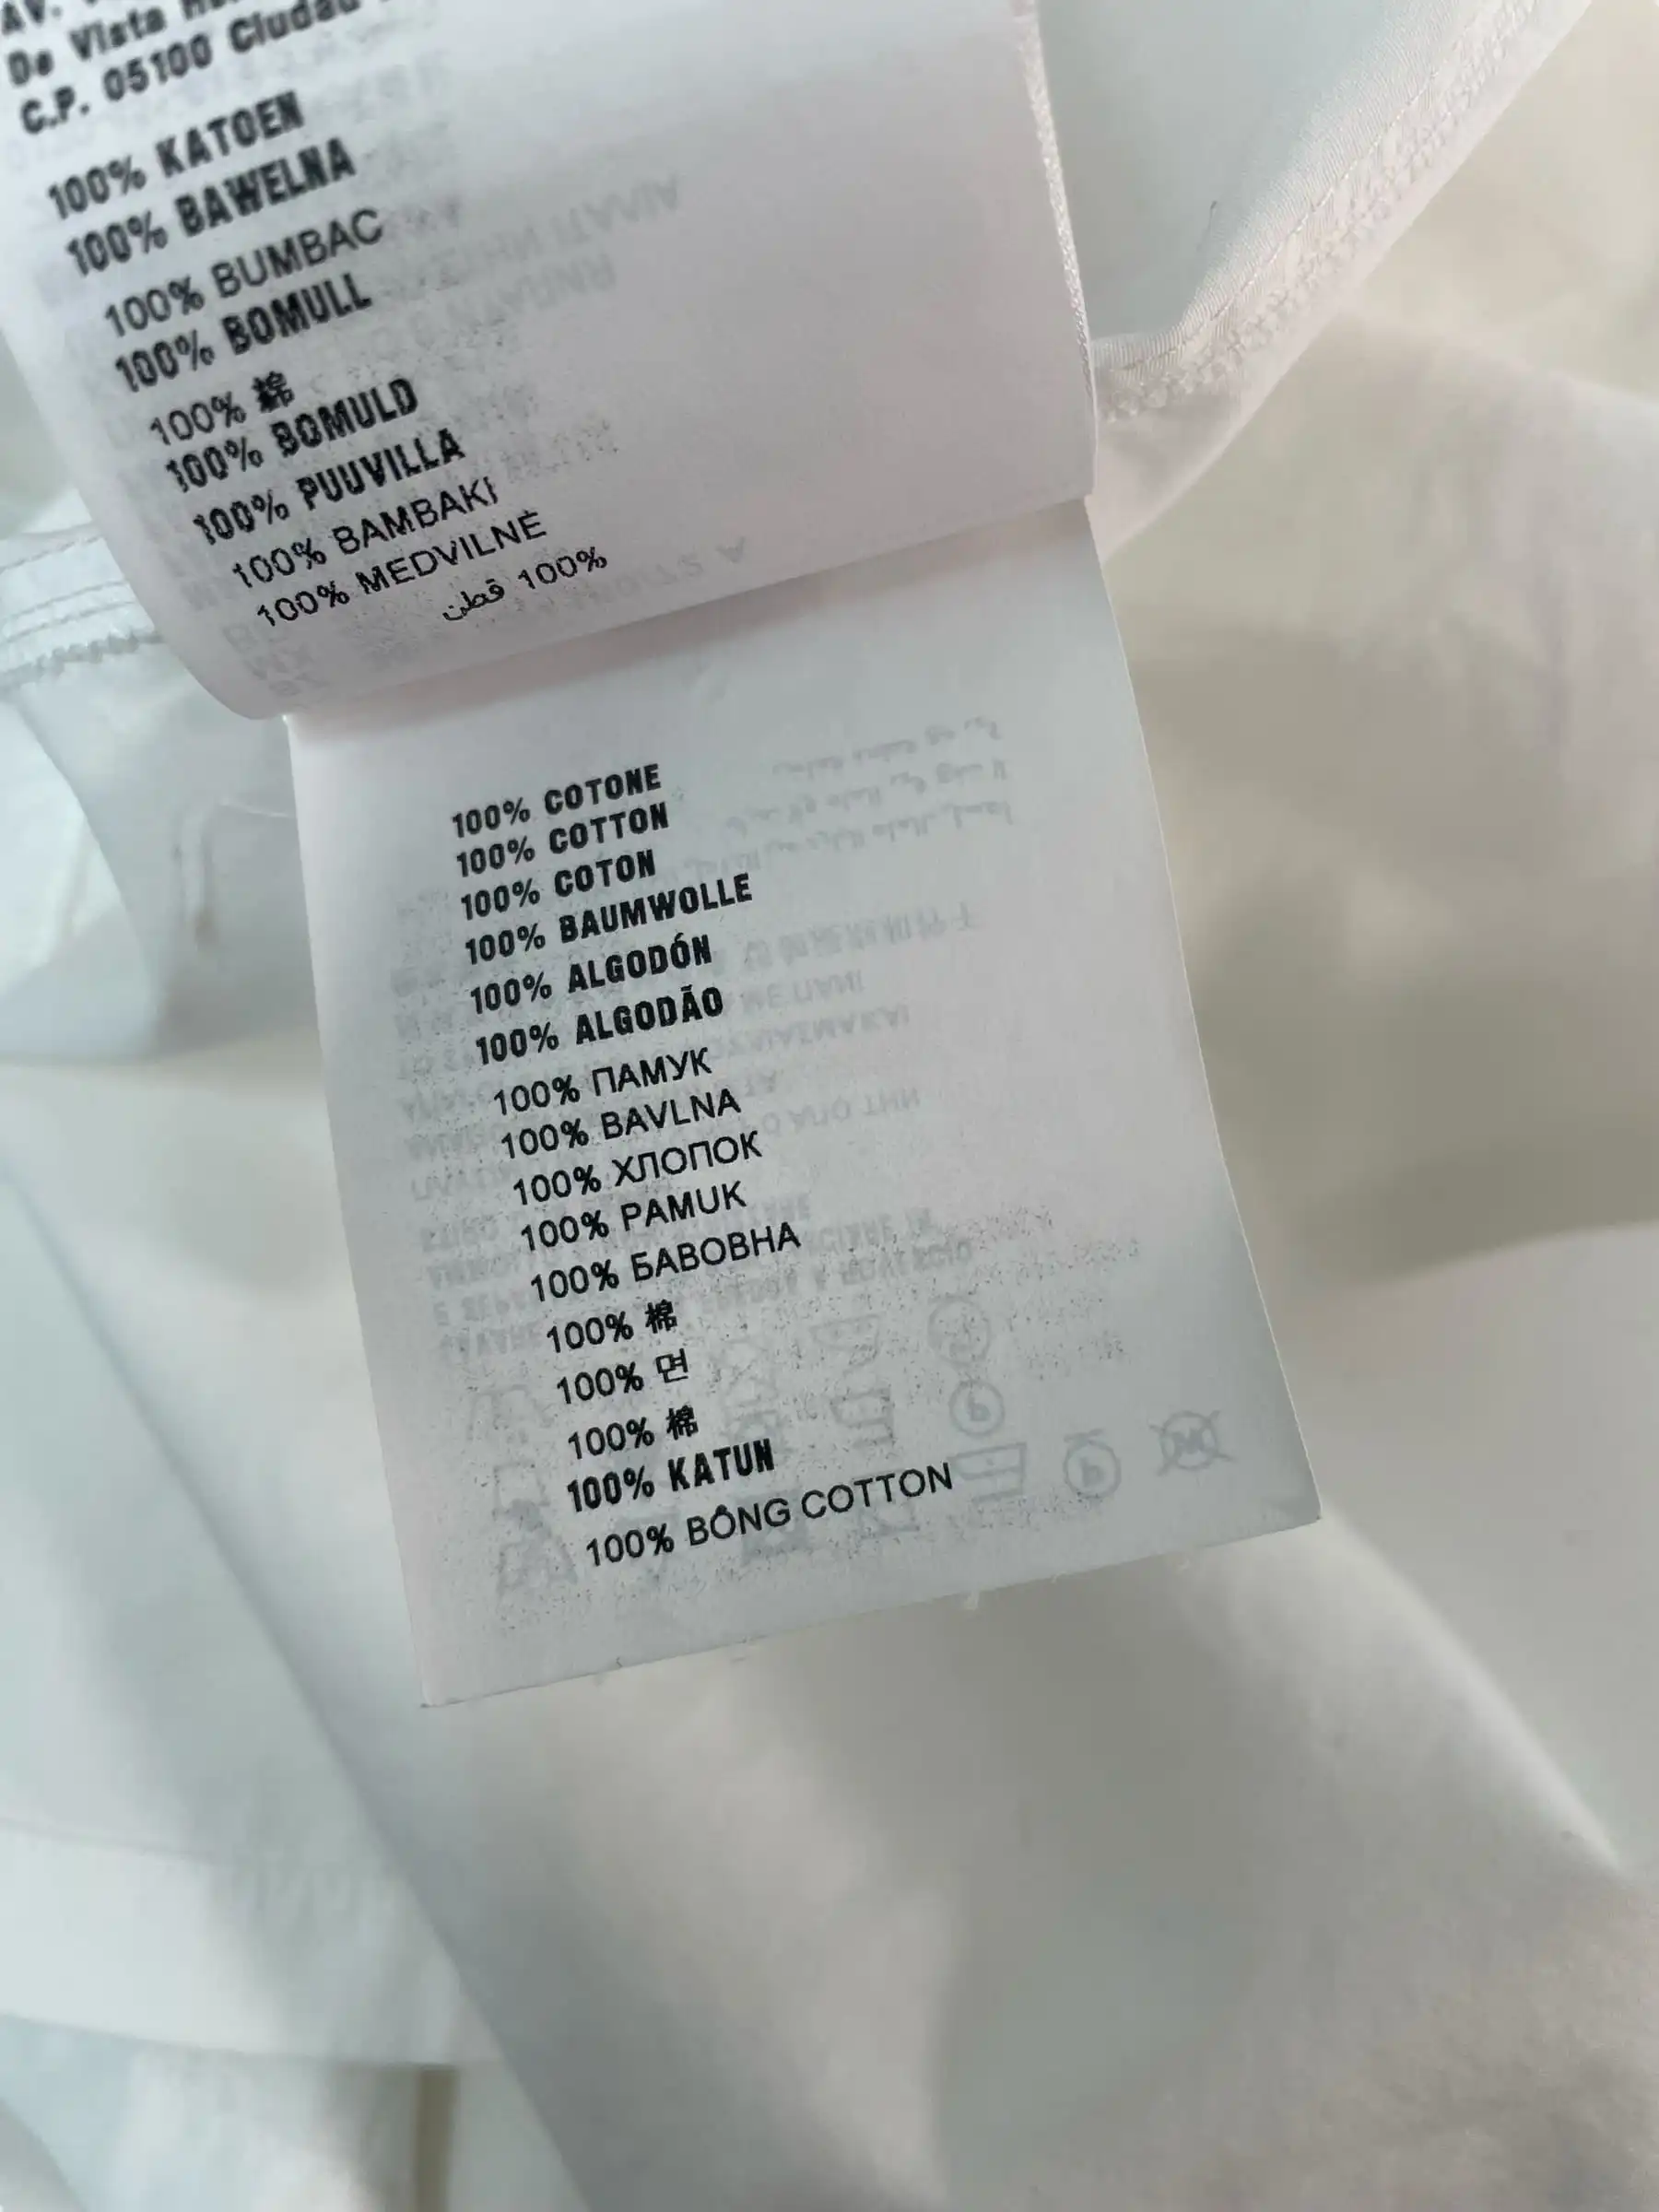 De Vista
C.P. 05100 Ciudad
100% KATOEN
100% BAWELNA
100% BUMBAC
100% BOMULL
100% 棉
100% BOMULD
100% PUUVILLA
100% BAMBAKI
100% MEDVILNĖ
100% قطن
100% COTONE
100% COTTON
100% COTON
100% BAUMWOLLE
100% ALGODÓN
100% ALGODÃO
100% ПАМУК
100% BAVLNA
100% ХЛОПОК
100% PAMUK
100% БАВОВНА
100% 棉
100% 면
100% 棉
100% KATUN
100% BÔNG COTTON